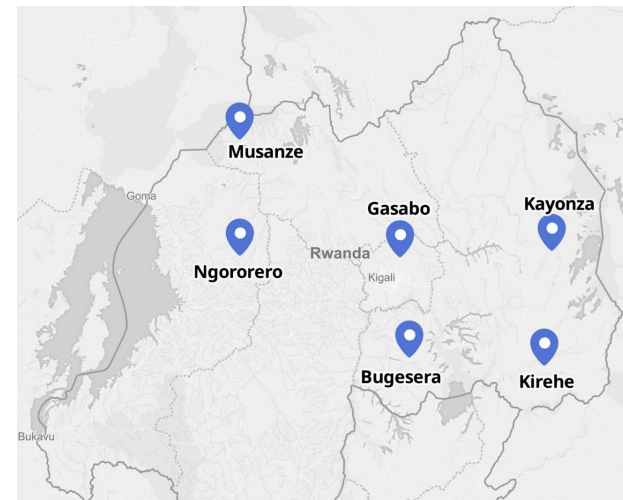 Musanze
Goma
Gasabo
Kayonza
Rwanda
Ngororero
Kigali
Bugesera
Kirehe
Bukavu